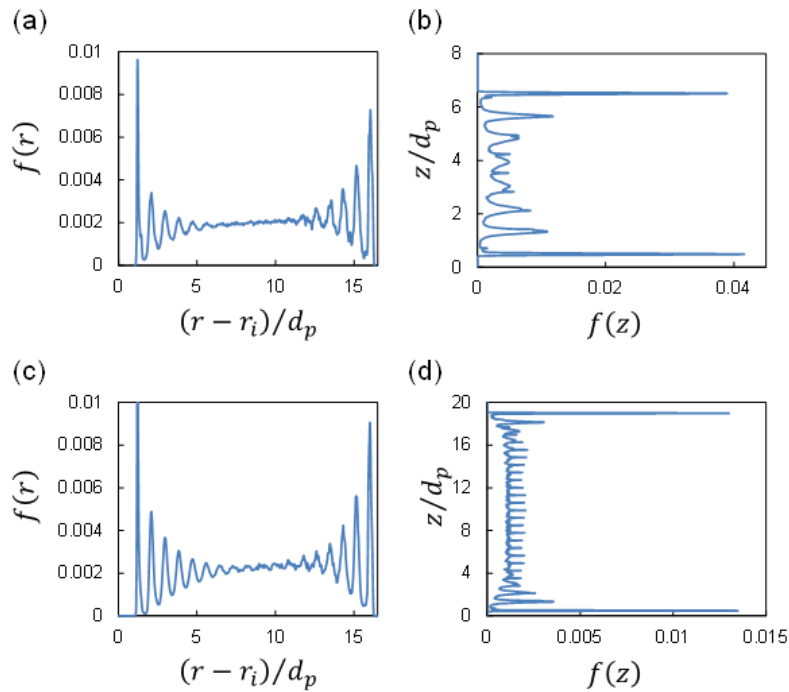 (a)
0.01
0.008
0.006
0.004
0.002
0
f(r)
0 5 10 15
(r − r_i)/d_p
(b)
8
6
4
2
0
z/d_p
0 0.02 0.04
f(z)
(c)
0.01
0.008
0.006
0.004
0.002
0
f(r)
0 5 10 15
(r − r_i)/d_p
(d)
20
16
12
8
4
0
z/d_p
0 0.005 0.01 0.015
f(z)